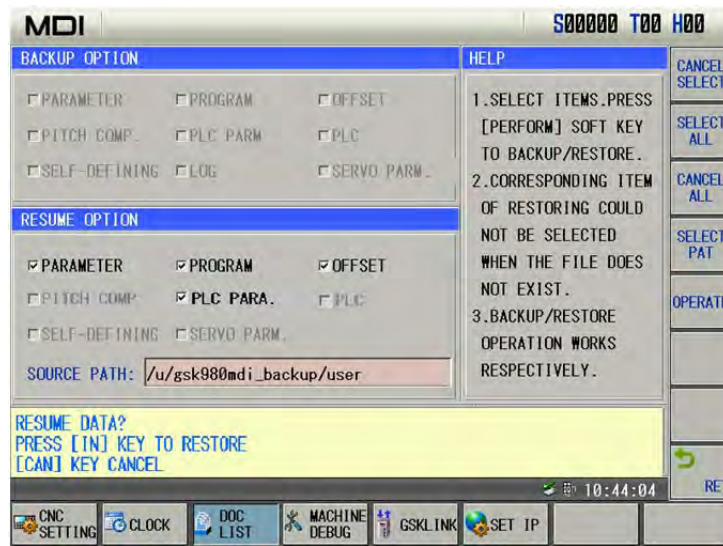 MDI
S00000 T00 H00
BACKUP OPTION
PARAMETER PROGRAM OFFSET
PITCH COMP. PLC PARM PLC
SELF-DEFINING LOG SERVO PARM.
RESUME OPTION
PARAMETER PROGRAM OFFSET
PITCH COMP PLC PARA. PLC
SELF-DEFINING SERVO PARM.
SOURCE PATH: /u/gsk980mdi_backup/user
HELP
1.SELECT ITEMS.PRESS
[PERFORM] SOFT KEY
TO BACKUP/RESTORE.
2.CORRESPONDING ITEM
OF RESTORING COULD
NOT BE SELECTED
WHEN THE FILE DOES
NOT EXIST.
3.BACKUP/RESTORE
OPERATION WORKS
RESPECTIVELY.
CANCEL
SELECT
SELECT
ALL
CANCEL
ALL
SELECT
PAT
OPERATE
RE
RESUME DATA?
PRESS [IN] KEY TO RESTORE
[CAN] KEY CANCEL
10:44:04
CNC
SETTING
CLOCK
DOC
LIST
MACHINE
DEBUG
GSKLINK
SET IP